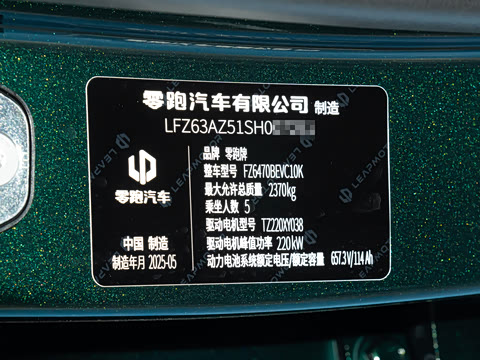 零跑汽车有限公司 制造
LFZ63AZ51SH0
品牌 零跑牌
整车型号 FZ6470BEVC10K
最大允许总质量 2370kg
乘坐人数 5
驱动电机型号 TZ220XY038
驱动电机峰值功率 220kW
动力电池系统额定电压/额定容量 657.3V/114Ah
零跑汽车
中国 制造
制造年月 2025-05